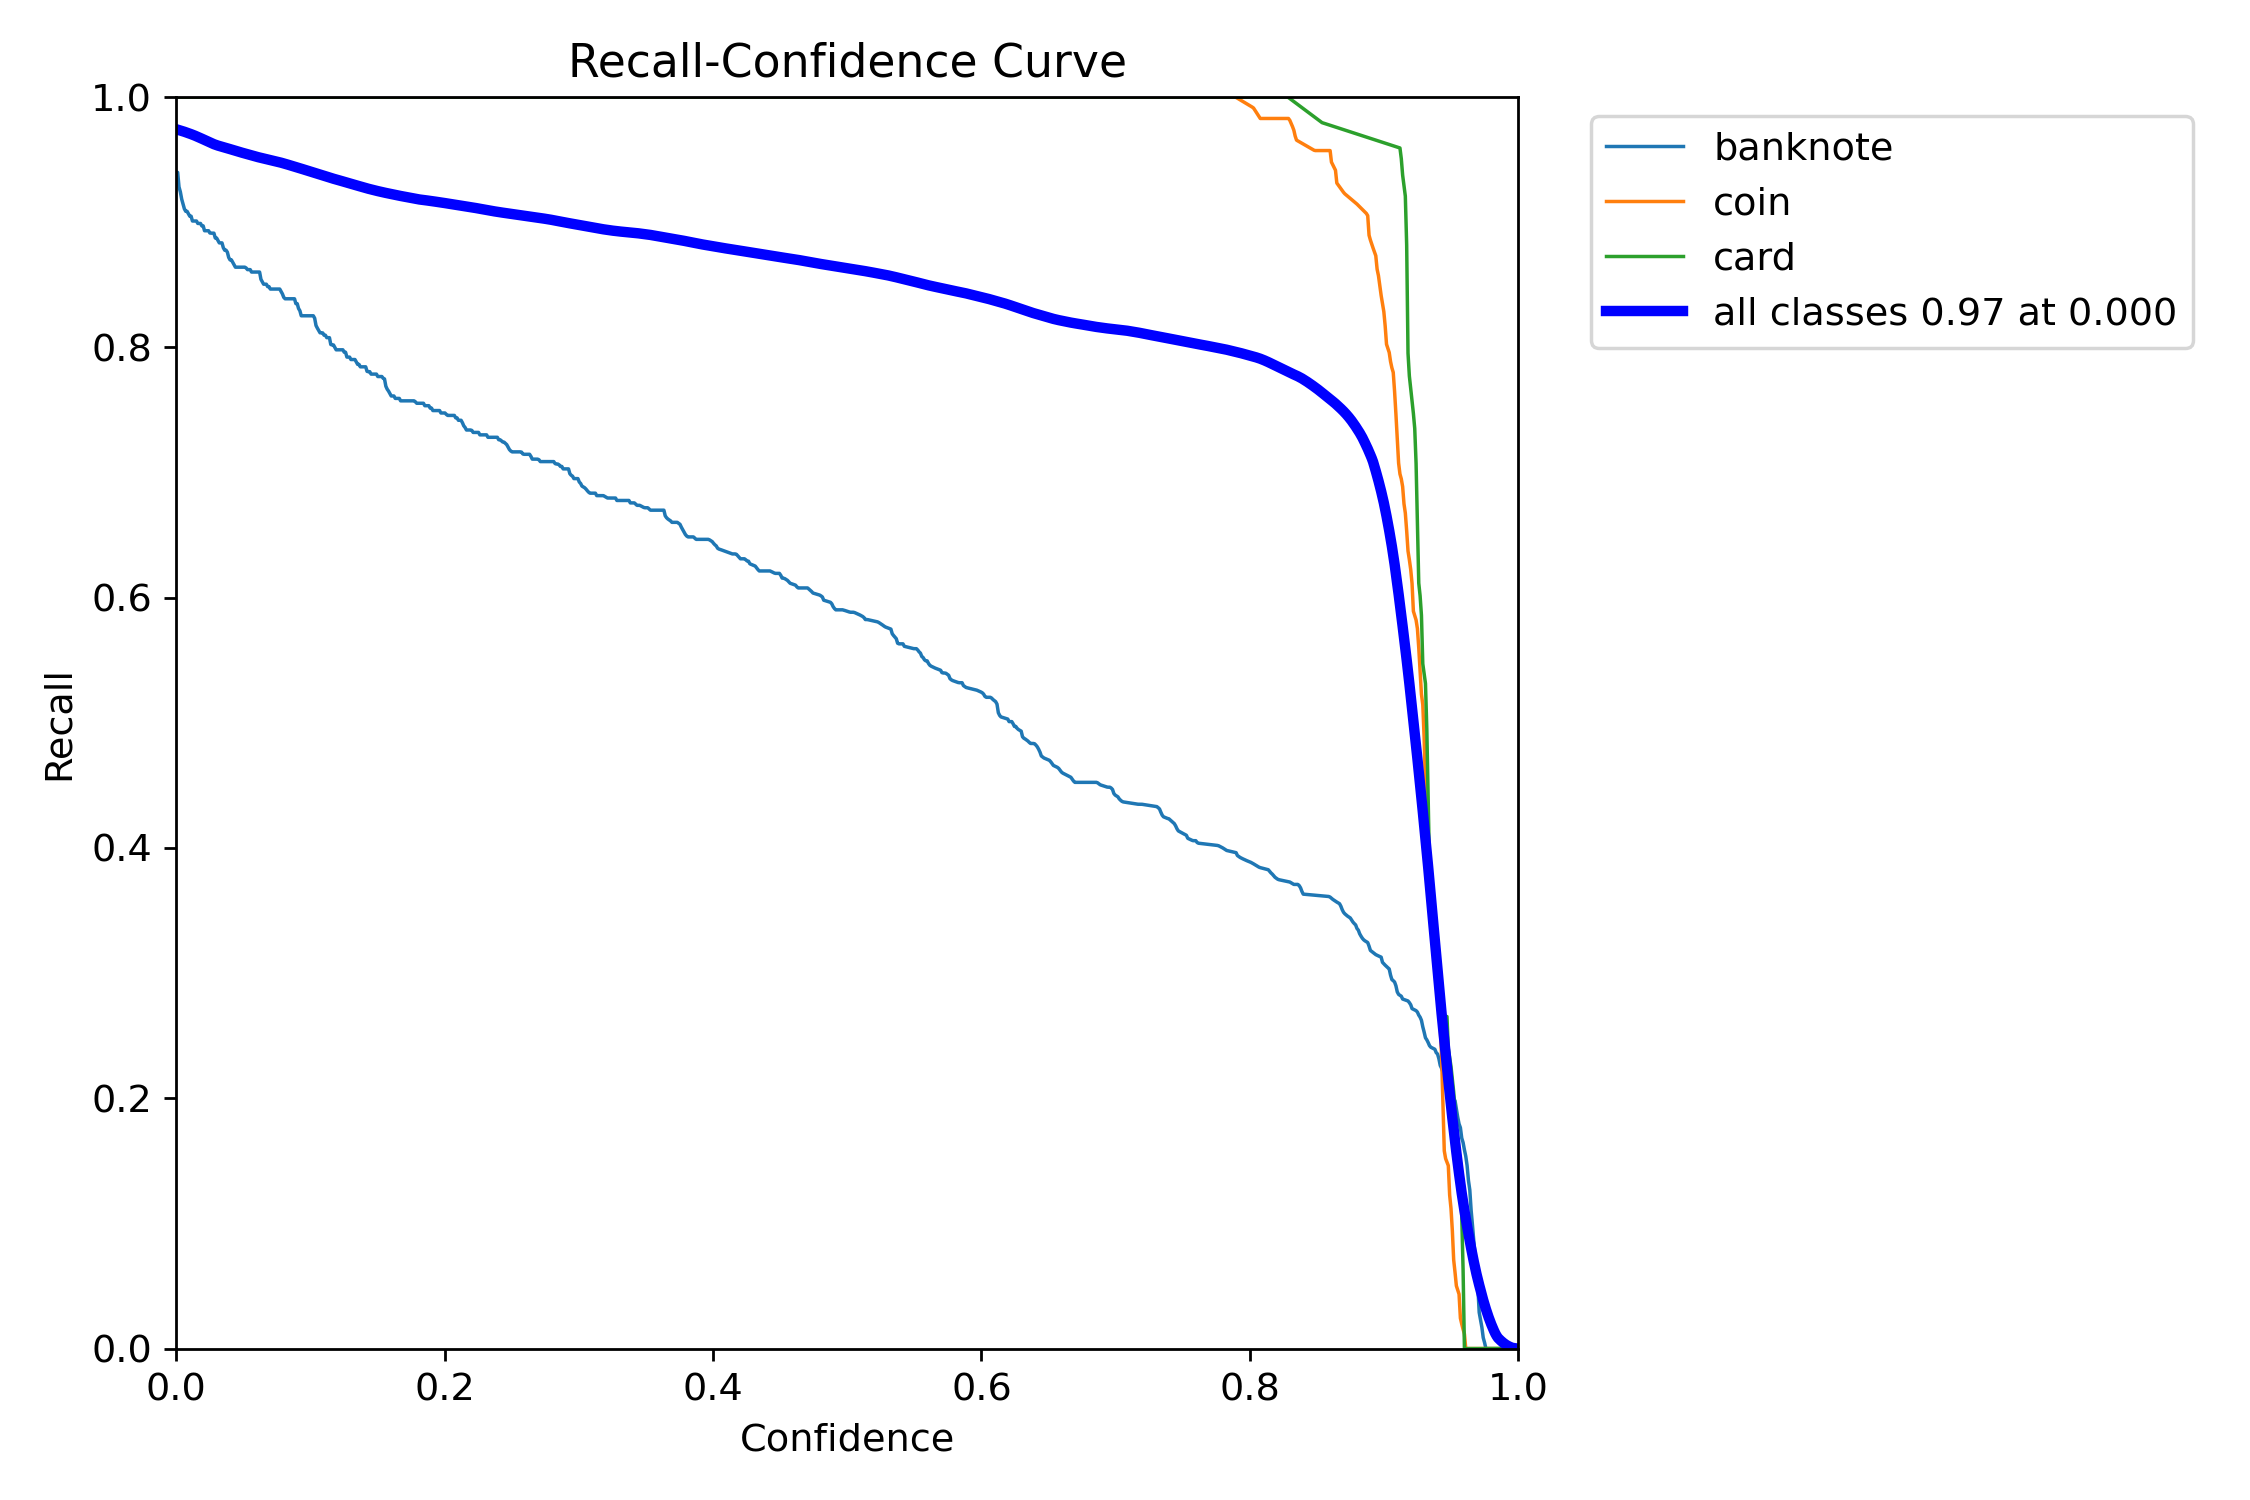 Recall-Confidence Curve
1.0
0.8
0.6
0.4
0.2
0.0
Recall
0.0 0.2 0.4 0.6 0.8 1.0
Confidence
banknote
coin
card
all classes 0.97 at 0.000